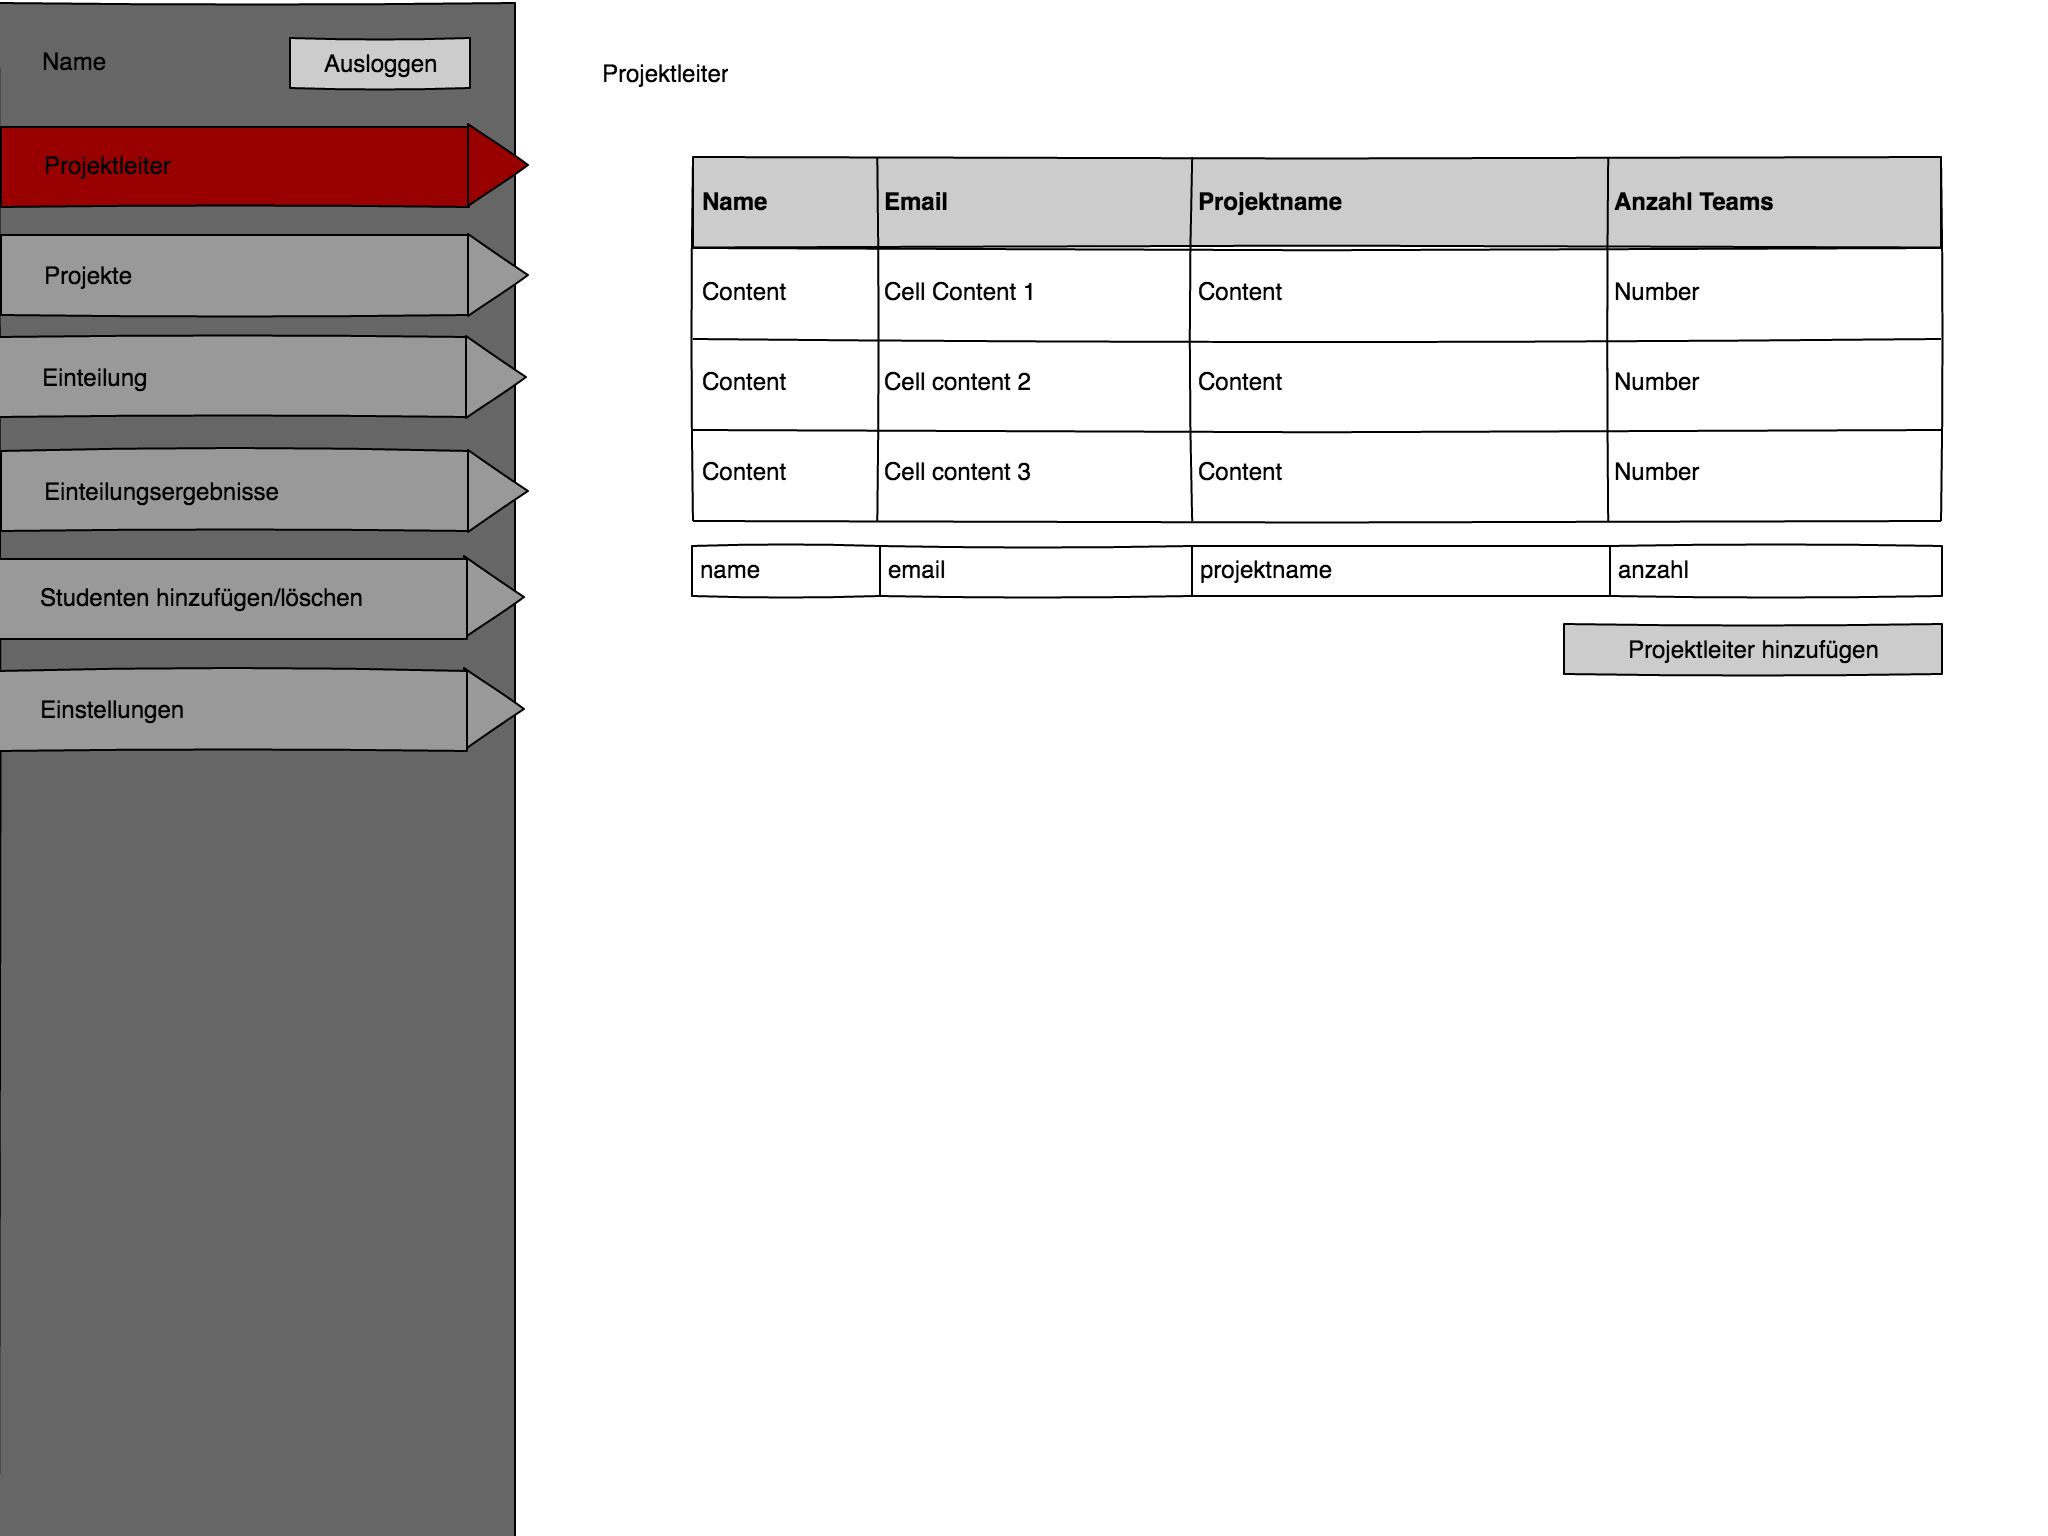 Name
Ausloggen
Projektleiter
Projekte
Einteilung
Einteilungsergebnisse
Studenten hinzufügen/löschen
Einstellungen
Projektleiter
Name Email Projektname Anzahl Teams
Content Cell Content 1 Content Number
Content Cell content 2 Content Number
Content Cell content 3 Content Number
name email projektname anzahl
Projektleiter hinzufügen